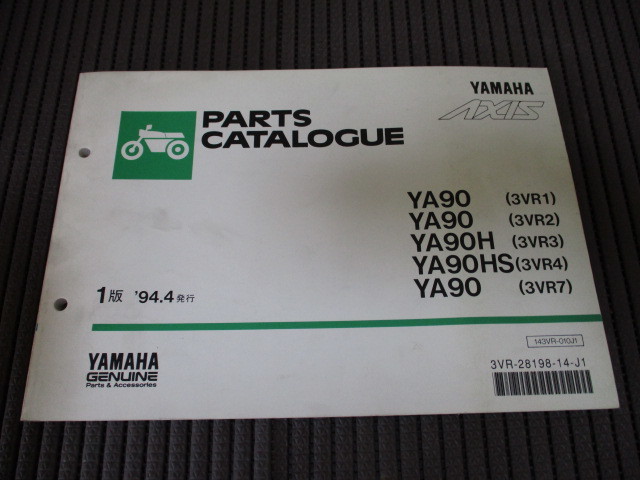 YAMAHA
AXIS
PARTS
CATALOGUE
YA90 (3VR1)
YA90 (3VR2)
YA90H (3VR3)
YA90HS (3VR4)
YA90 (3VR7)
1版 '94.4発行
143VR-010J1
YAMAHA
GENUINE
Parts & Accessories
3VR-28198-14-J1